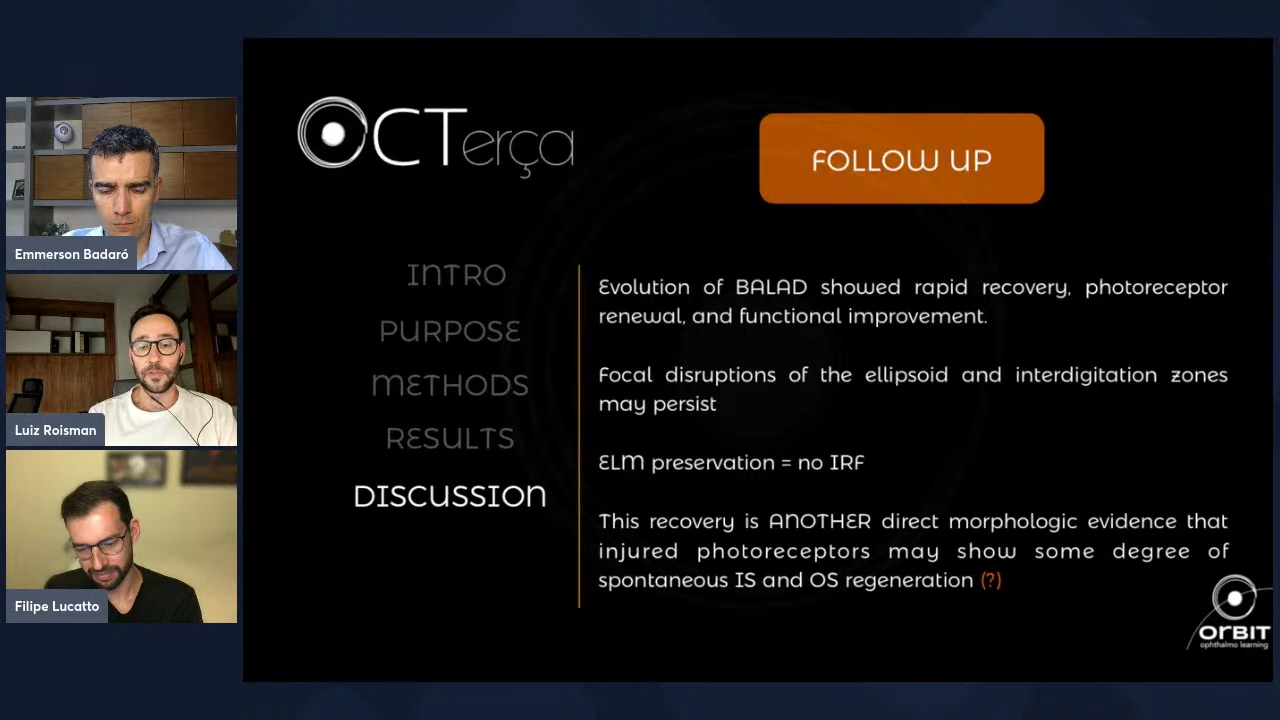 OCTerça
FOLLOW UP
Emmerson Badaró
Luiz Roisman
Filipe Lucatto
INTRO
PURPOSE
METHODS
RESULTS
DISCUSSION
Evolution of BALAD showed rapid recovery, photoreceptor
renewal, and functional improvement.
Focal disruptions of the ellipsoid and interdigitation zones
may persist
ELM preservation = no IRF
This recovery is ANOTHER direct morphologic evidence that
injured photoreceptors may show some degree of
spontaneous IS and OS regeneration (?)
ORBIT
ophthalmo learning